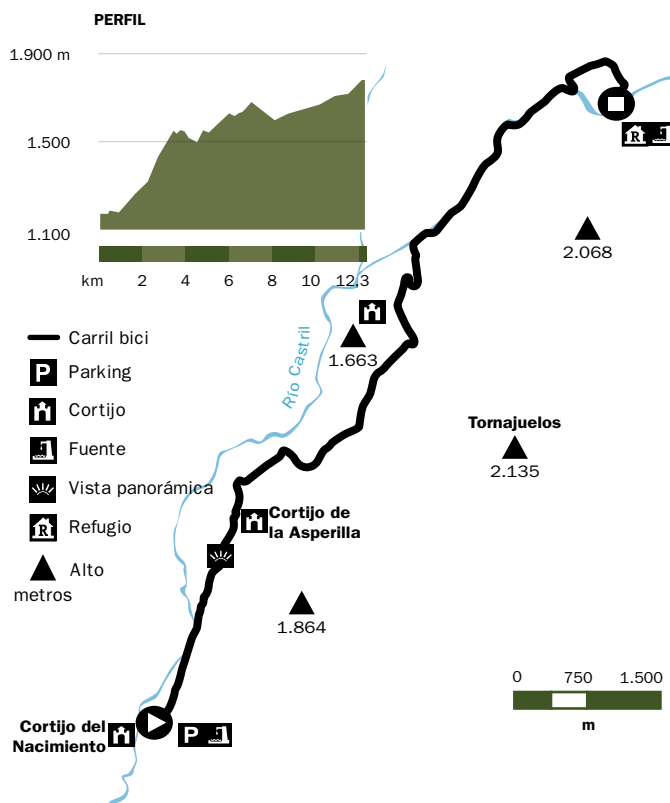 PERFIL
1.900 m
1.500
1.100
km 2 4 6 8 10 12,3
Carril bici
P Parking
Cortijo
Fuente
Vista panorámica
R Refugio
Alto
metros
Río Castril
R
2.068
1.663
Tornajuelos
2.135
Cortijo de
la Asperilla
1.864
0 750 1.500
m
Cortijo del
Nacimiento
P